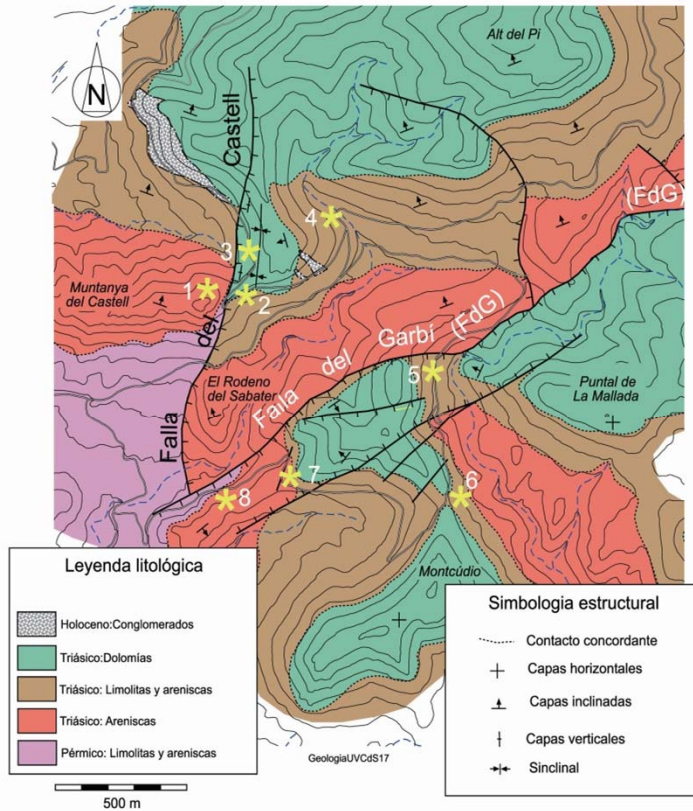 Alt del Pi
N
Castell
(FdG)
4
3
Muntanya
del Castell
1
2
del
Garbí (FdG)
del
5
El Rodeno
del Sabater
Falla
Puntal de
La Mallada
Falla
7
6
8
Montcúdio
Leyenda litológica
Holoceno:Conglomerados
Triásico:Dolomías
Triásico: Limolitas y areniscas
Triásico: Areniscas
Pérmico: Limolitas y areniscas
500 m
GeologiaUVCdS17
Simbologia estructural
Contacto concordante
Capas horizontales
Capas inclinadas
Capas verticales
Sinclinal